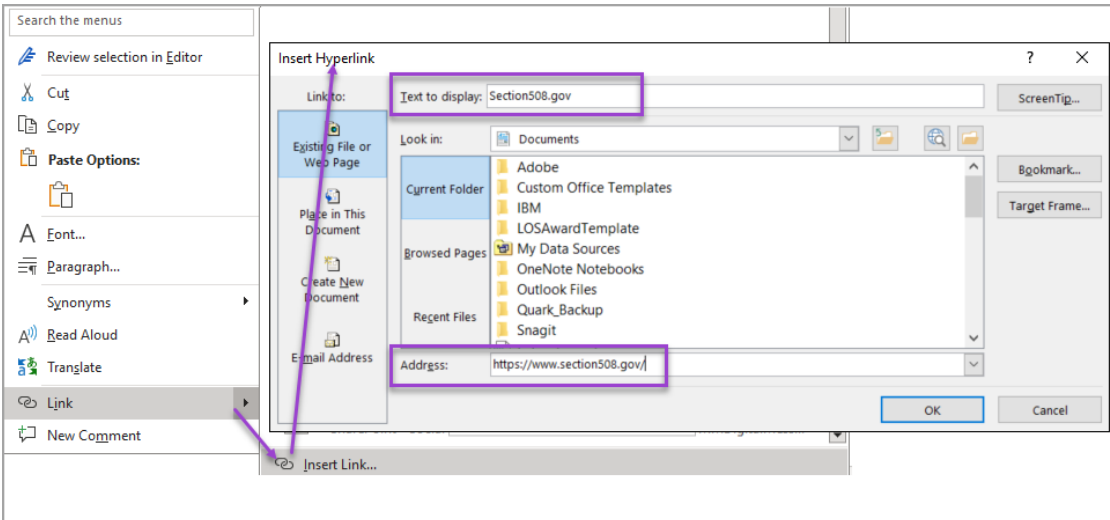 Search the menus
Review selection in Editor
Cut
Copy
Paste Options:
Font...
Paragraph...
Synonyms
Read Aloud
Translate
Link
New Comment
Insert Link...
Insert Hyperlink
?
Link to:
Existing File or
Web Page
Place in This
Document
Create New
Document
E-mail Address
Text to display: Section508.gov
ScreenTip...
Look in:
Documents
Current Folder
Browsed Pages
Recent Files
Adobe
Custom Office Templates
IBM
LOSAwardTemplate
My Data Sources
OneNote Notebooks
Outlook Files
Quark_Backup
Snagit
Bookmark...
Target Frame...
Address: https://www.section508.gov/
OK
Cancel